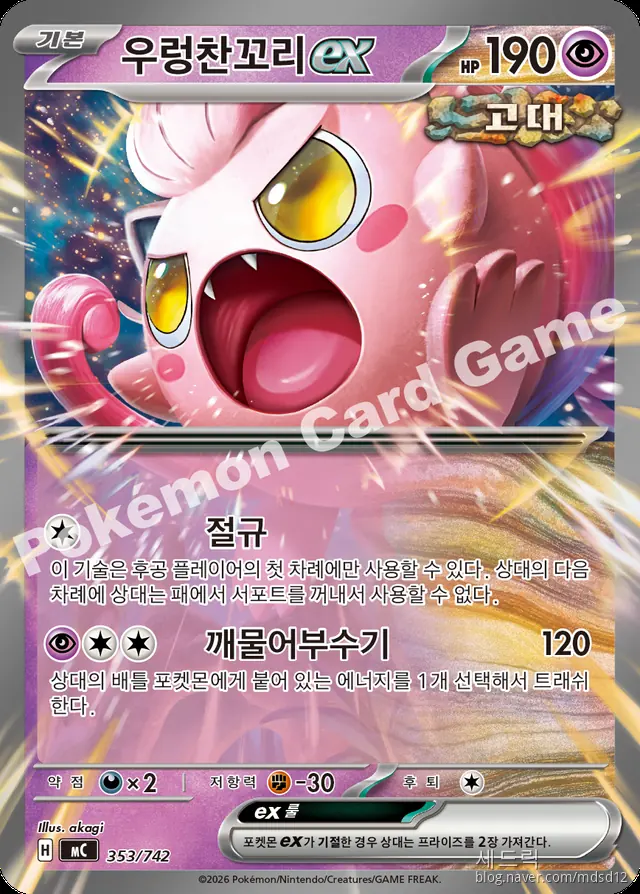 기본 우렁찬꼬리ex HP 190
고대
Pokémon Card Game
절규
이 기술은 후공 플레이어의 첫 차례에만 사용할 수 있다. 상대의 다음
차례에 상대는 패에서 서포트를 꺼내서 사용할 수 없다.
깨물어부수기 120
상대의 배틀 포켓몬에게 붙어 있는 에너지를 1개 선택해서 트래쉬
한다.
약점 ×2 저항력 -30 후퇴
ex 룰
포켓몬 ex가 기절한 경우 상대는 프라이즈를 2장 가져간다.
Illus. akagi
H MC 353/742
©2026 Pokémon/Nintendo/Creatures/GAME FREAK.
세드릭
blog.naver.com/mdsd12